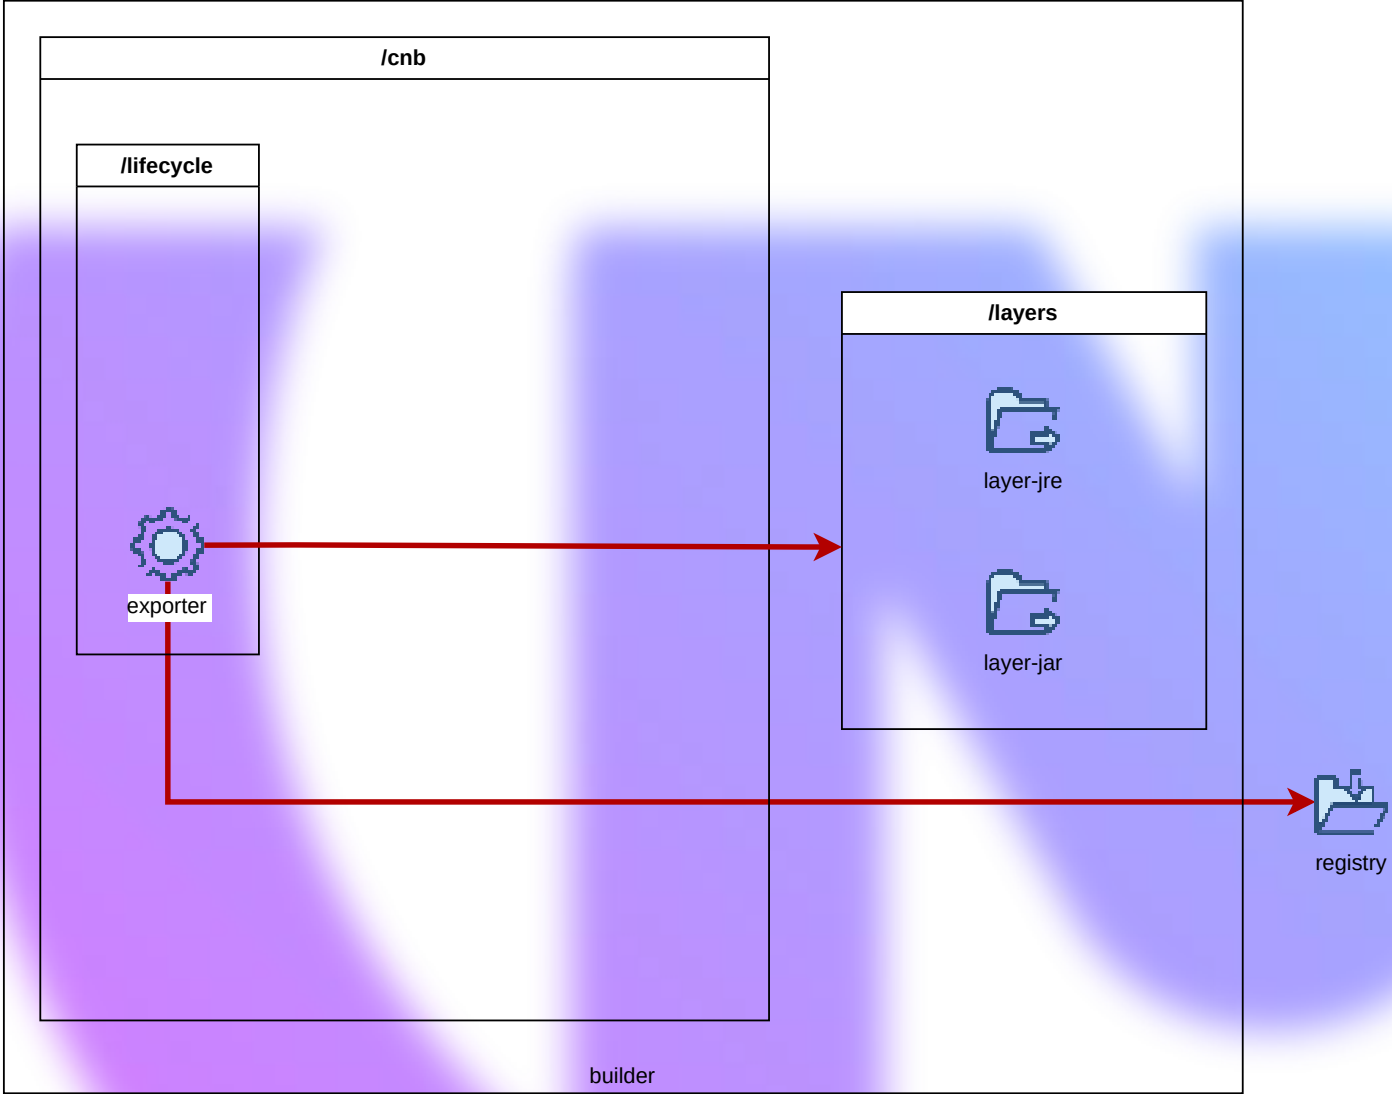 /cnb
/lifecycle
/layers
layer-jre
exporter
layer-jar
registry
builder